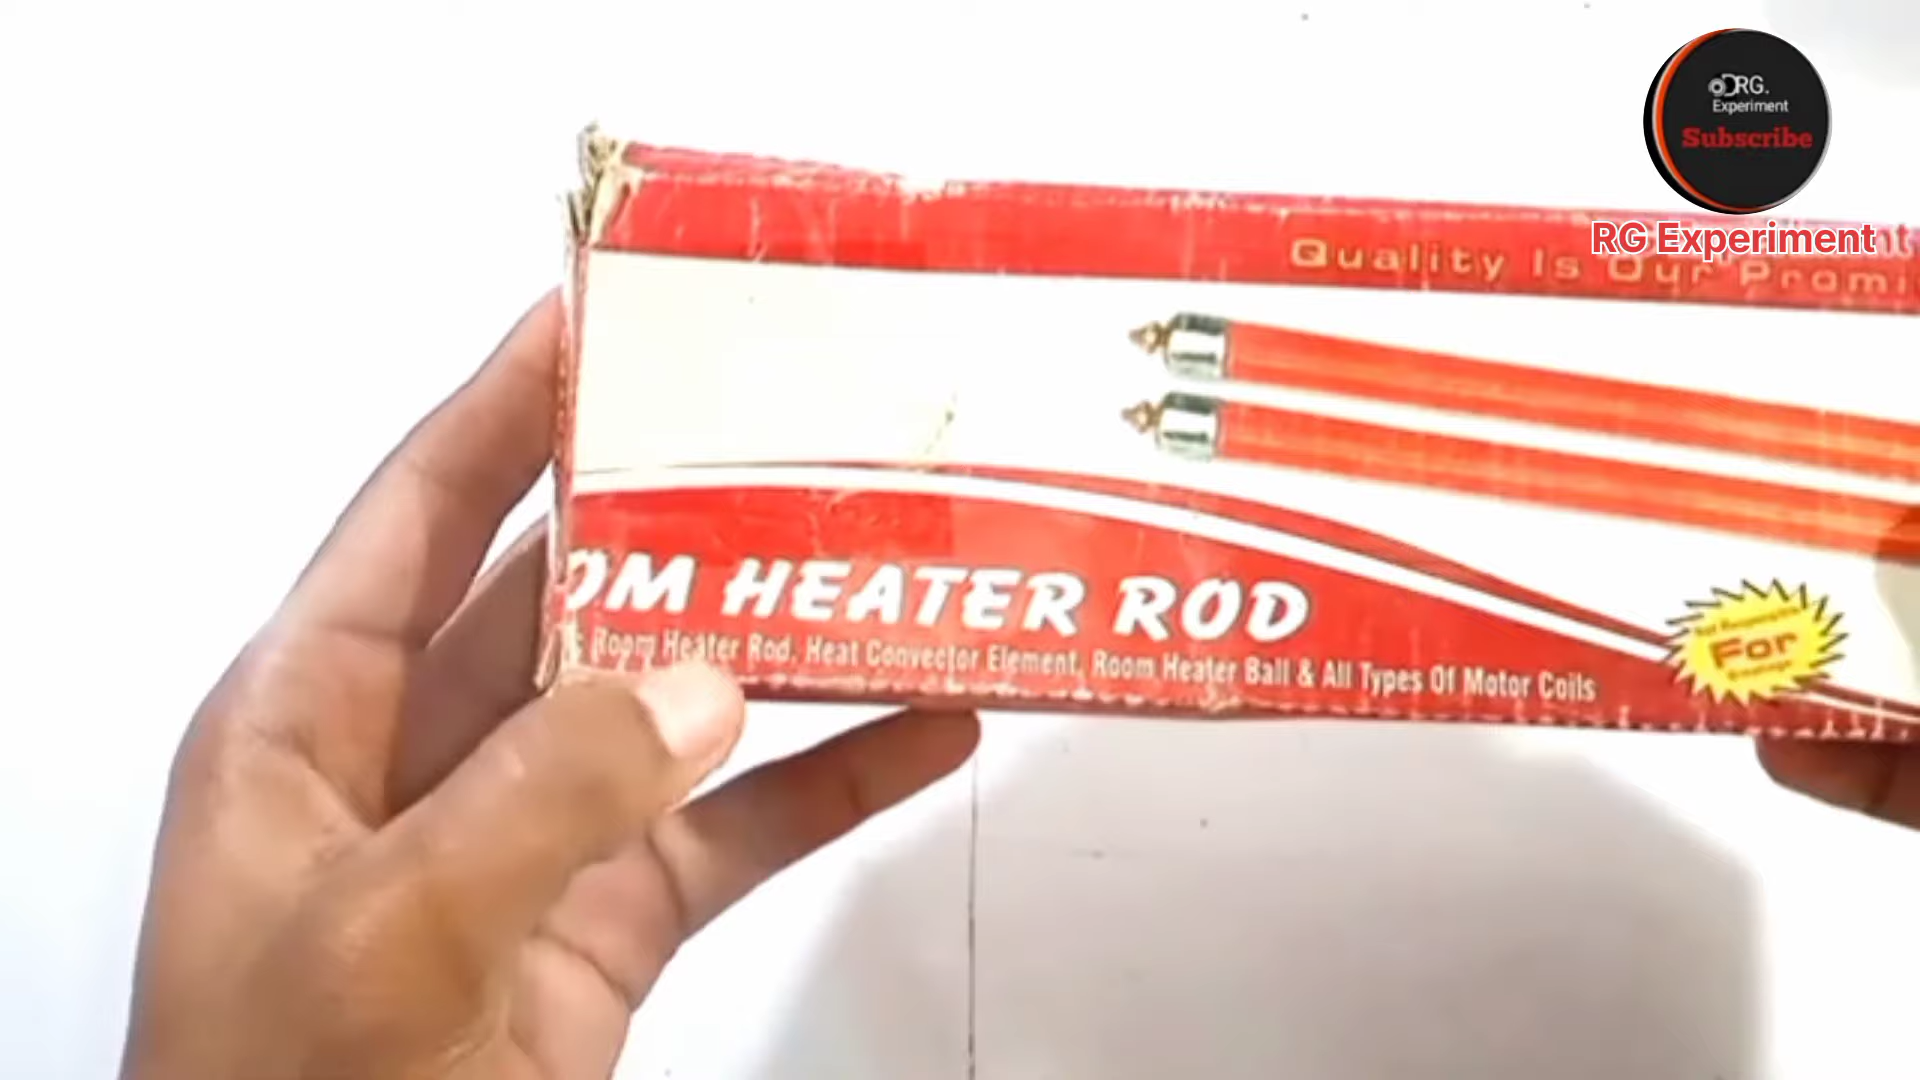 RG.
Experiment
Subscribe
RG Experiment
Quality Is Our Promi
OM HEATER ROD
Room Heater Rod, Heat Convector Element, Room Heater Ball & All Types Of Motor Coils
For